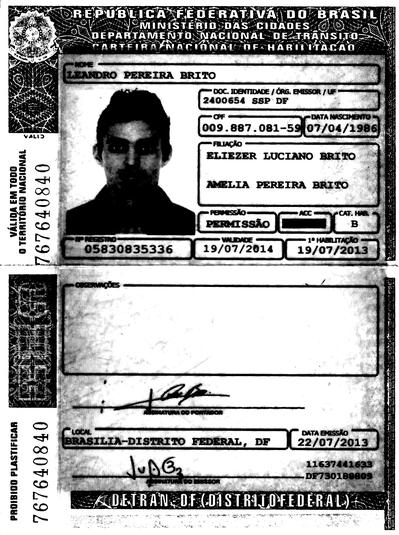 REPÚBLICA FEDERATIVA DO BRASIL
MINISTÉRIO DAS CIDADES
DEPARTAMENTO NACIONAL DE TRÂNSITO
CARTEIRA NACIONAL DE HABILITAÇÃO
NOME
LEANDRO PEREIRA BRITO
DOC. IDENTIDADE / ÓRG. EMISSOR / UF
2400654 SSP DF
CPF
DATA NASCIMENTO
009.887.081-59
07/04/1986
FILIAÇÃO
ELIEZER LUCIANO BRITO
AMELIA PEREIRA BRITO
PERMISSÃO
ACC
CAT. HAB.
PERMISSÃO
B
Nº REGISTRO
VALIDADE
1ª HABILITAÇÃO
05830835336
19/07/2014
19/07/2013
VÁLIDA EM TODO
O TERRITÓRIO NACIONAL
767640840
OBSERVAÇÕES
ASSINATURA DO PORTADOR
LOCAL
DATA EMISSÃO
BRASILIA-DISTRITO FEDERAL, DF
22/07/2013
11637441633
DF730188809
ASSINATURA DO EMISSOR
DETRAN. DF (DISTRITO FEDERAL)
PROIBIDO PLASTIFICAR
767640840